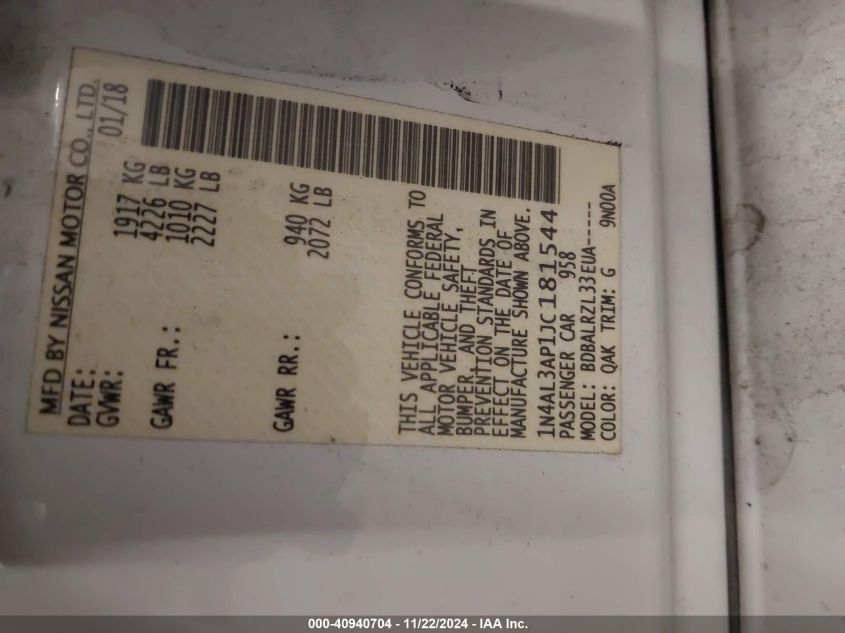 MFD BY NISSAN MOTOR CO., LTD.
DATE: 01/18
GVWR: 1917 KG
4226 LB
GAWR FR.: 1010 KG
2227 LB
GAWR RR.: 940 KG
2072 LB
THIS VEHICLE CONFORMS TO
ALL APPLICABLE FEDERAL
MOTOR VEHICLE SAFETY,
BUMPER, AND THEFT
PREVENTION STANDARDS IN
EFFECT ON THE DATE OF
MANUFACTURE SHOWN ABOVE.
1N4AL3AP1JC181544
PASSENGER CAR 958
MODEL: BDBALRZL33EUA-----
COLOR: QAK TRIM: G 9N00A
000-40940704 - 11/22/2024 - IAA Inc.